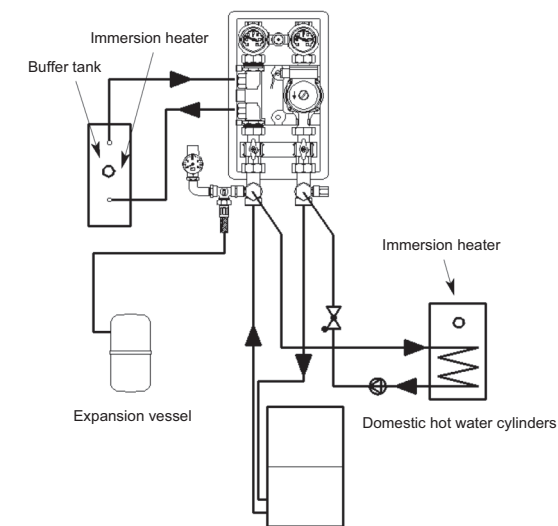 Immersion heater
Buffer tank
Immersion heater
Expansion vessel
Domestic hot water cylinders